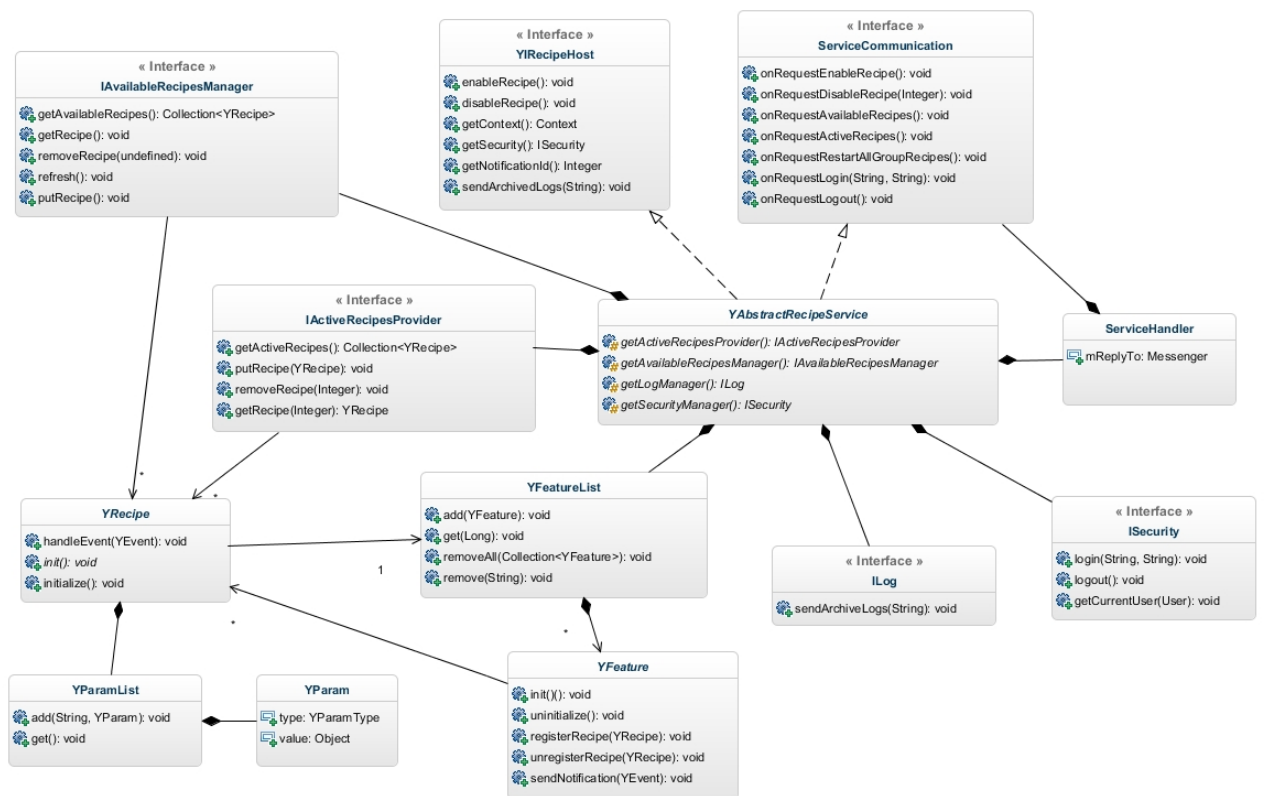 « Interface »
IAvailableRecipesManager
getAvailableRecipes(): Collection<YRecipe>
getRecipe(): void
removeRecipe(undefined): void
refresh(): void
putRecipe(): void
« Interface »
YIRecipeHost
enableRecipe(): void
disableRecipe(): void
getContext(): Context
getSecurity(): ISecurity
getNotificationId(): Integer
sendArchivedLogs(String): void
« Interface »
ServiceCommunication
onRequestEnableRecipe(): void
onRequestDisableRecipe(Integer): void
onRequestAvailableRecipes(): void
onRequestActiveRecipes(): void
onRequestRestartAllGroupRecipes(): void
onRequestLogin(String, String): void
onRequestLogout(): void
« Interface »
IActiveRecipesProvider
getActiveRecipes(): Collection<YRecipe>
putRecipe(YRecipe): void
removeRecipe(Integer): void
getRecipe(Integer): YRecipe
YAbstractRecipeService
getActiveRecipesProvider(): IActiveRecipesProvider
getAvailableRecipesManager(): IAvailableRecipesManager
getLogManager(): ILog
getSecurityManager(): ISecurity
ServiceHandler
mReplyTo: Messenger
*
*
YRecipe
handleEvent(YEvent): void
init(): void
initialize(): void
1
*
YFeatureList
add(YFeature): void
get(Long): void
removeAll(Collection<YFeature>): void
remove(String): void
*
« Interface »
ILog
sendArchiveLogs(String): void
« Interface »
ISecurity
login(String, String): void
logout(): void
getCurrentUser(User): void
YParamList
add(String, YParam): void
get(): void
YParam
type: YParamType
value: Object
YFeature
init()(): void
uninitialize(): void
registerRecipe(YRecipe): void
unregisterRecipe(YRecipe): void
sendNotification(YEvent): void